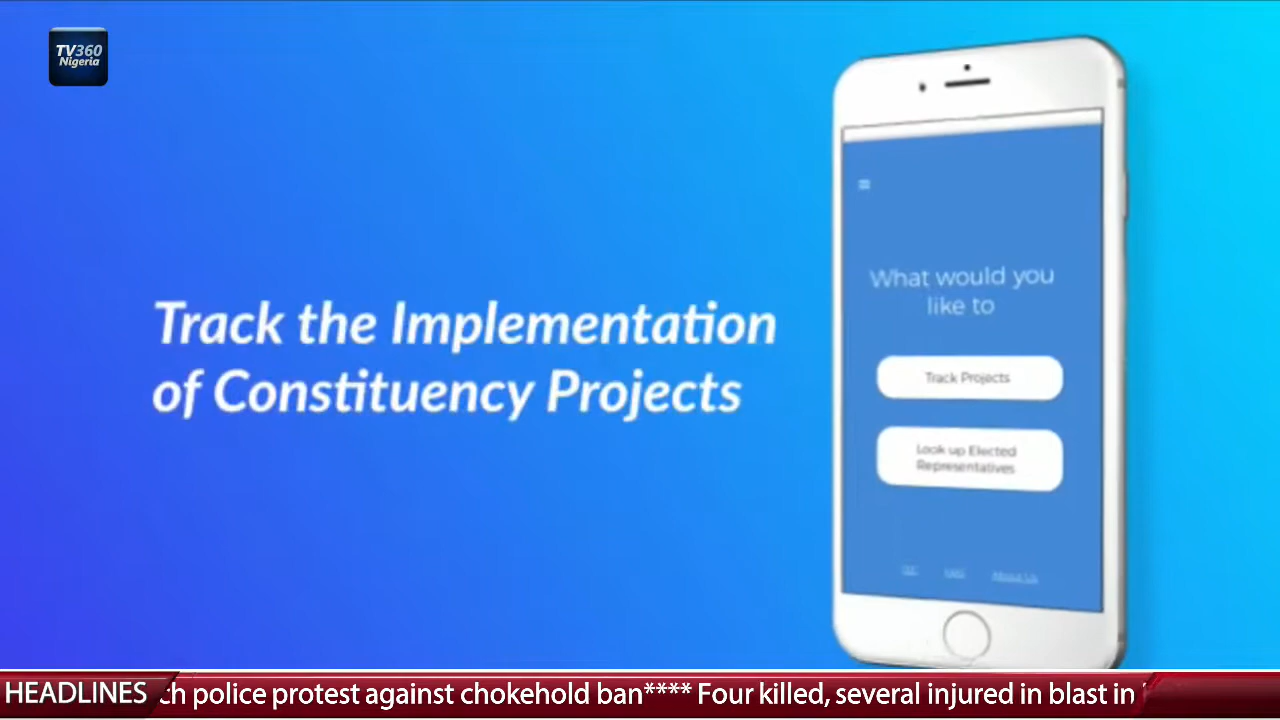 TV360
Nigeria
Track the Implementation
of Constituency Projects
What would you
like to
Track Projects
Look up Elected
Representatives
About Us
HEADLINES
ch police protest against chokehold ban**** Four killed, several injured in blast in